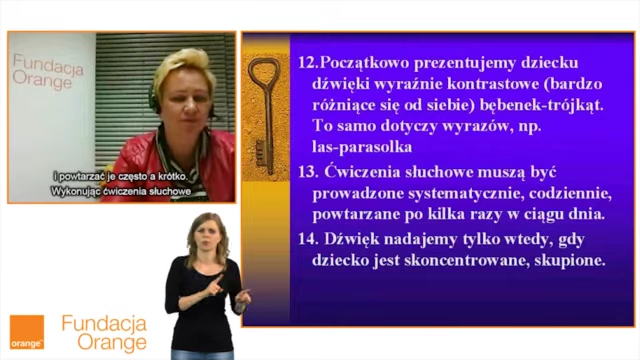 Fundacja
Orange
I powtarzać je często a krótko.
Wykonując ćwiczenia słuchowe
12.Początkowo prezentujemy dziecku
dźwięki wyraźnie kontrastowe (bardzo
różniące się od siebie) bębenek-trójkąt.
To samo dotyczy wyrazów, np.
las-parasolka
13. Ćwiczenia słuchowe muszą być
prowadzone systematycznie, codziennie,
powtarzane po kilka razy w ciągu dnia.
14. Dźwięk nadajemy tylko wtedy, gdy
dziecko jest skoncentrowane, skupione.
orange™
Fundacja
Orange